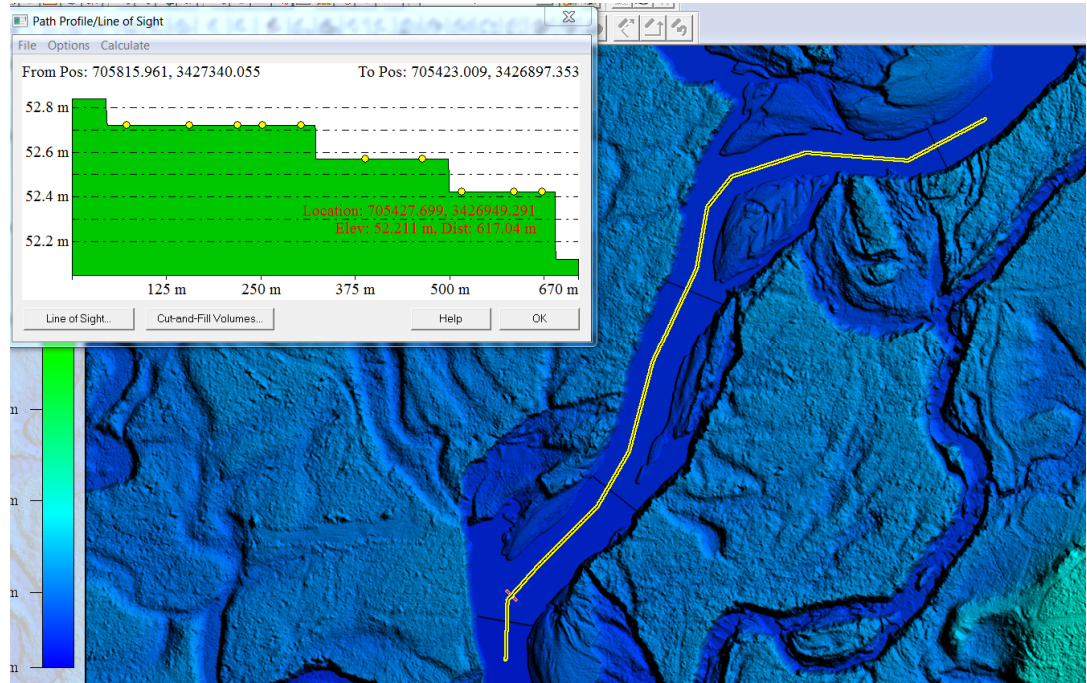 Path Profile/Line of Sight
File Options Calculate
From Pos: 705815.961, 3427340.055 To Pos: 705423.009, 3426897.353
52.8 m
52.6 m
52.4 m
52.2 m
Location: 705427.699, 3426949.291
Elev: 52.211 m, Dist: 617.04 m
125 m 250 m 375 m 500 m 670 m
Line of Sight... Cut-and-Fill Volumes... Help OK
m
m
m
m